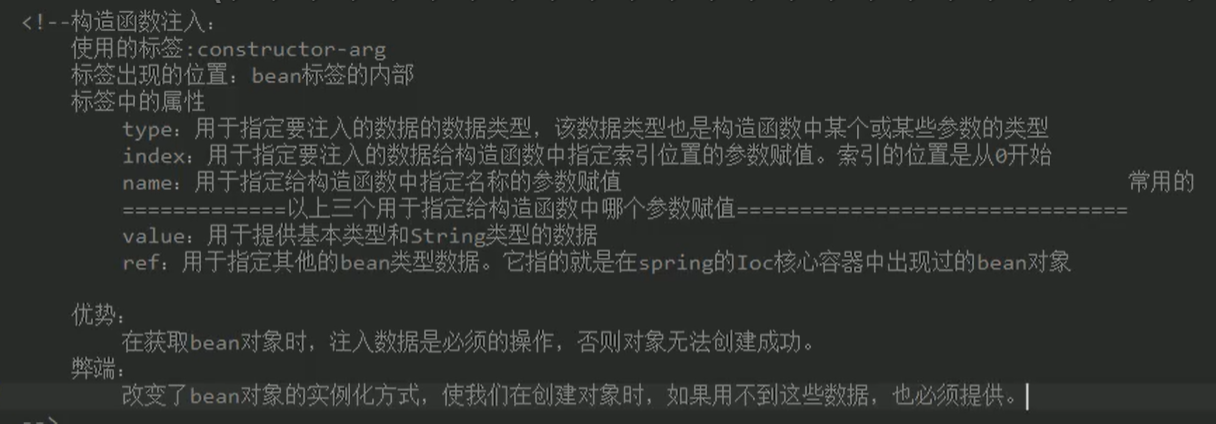 <!--构造函数注入:
使用的标签:constructor-arg
标签出现的位置：bean标签的内部
标签中的属性
type：用于指定要注入的数据的数据类型，该数据类型也是构造函数中某个或某些参数的类型
index：用于指定要注入的数据给构造函数中指定索引位置的参数赋值。索引的位置是从0开始
name：用于指定给构造函数中指定名称的参数赋值 常用的
=============以上三个用于指定给构造函数中哪个参数赋值===============================
value：用于提供基本类型和String类型的数据
ref：用于指定其他的bean类型数据。它指的就是在spring的Ioc核心容器中出现过的bean对象
优势：
在获取bean对象时，注入数据是必须的操作，否则对象无法创建成功。
弊端：
改变了bean对象的实例化方式，使我们在创建对象时，如果用不到这些数据，也必须提供。
-->